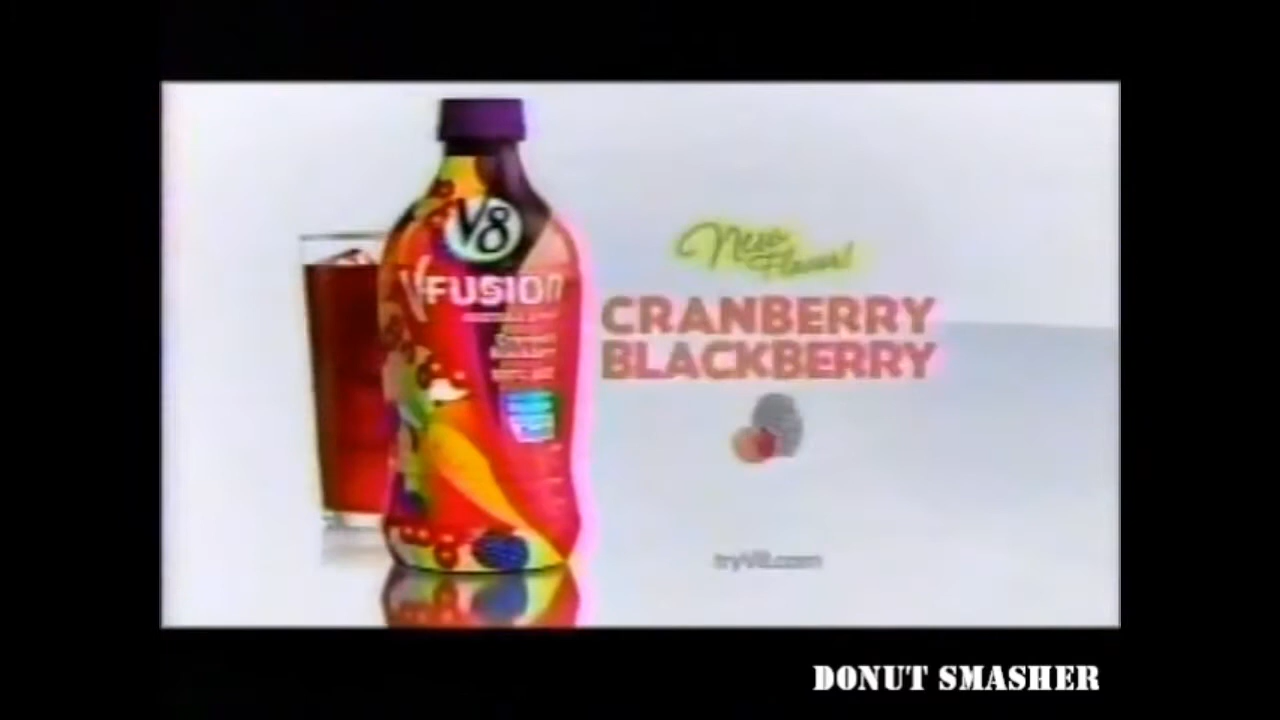 V8
V-FUSION
New
Flavor!
CRANBERRY
BLACKBERRY
tryV8.com
DONUT SMASHER